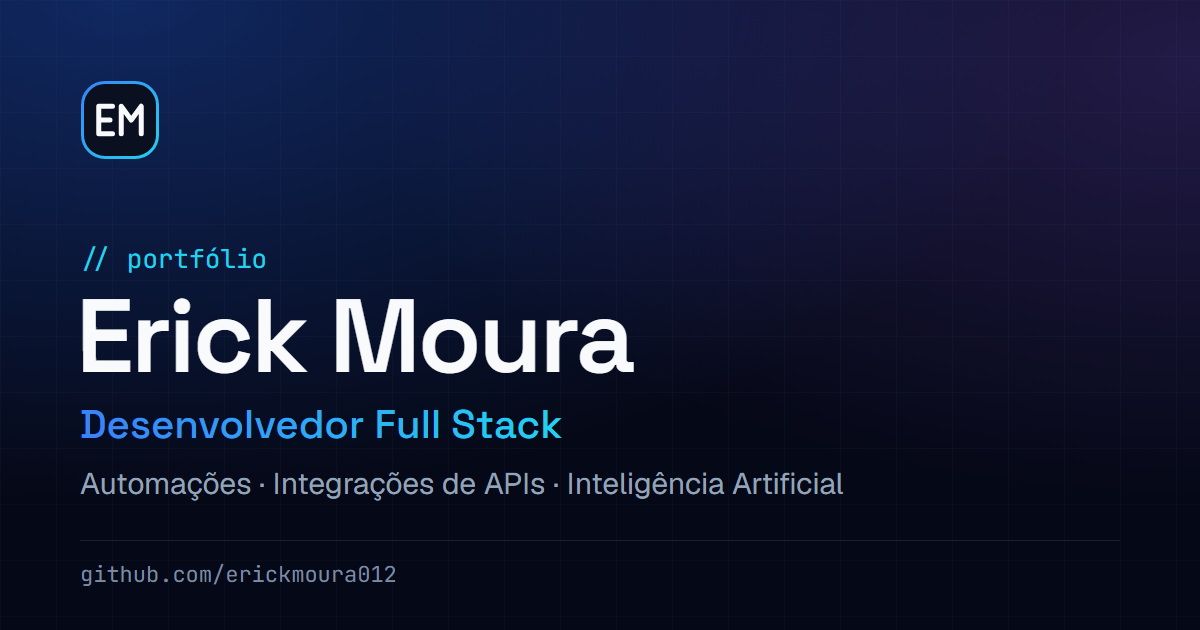 EM
// portfólio
Erick Moura
Desenvolvedor Full Stack
Automações · Integrações de APIs · Inteligência Artificial
github.com/erickmoura012